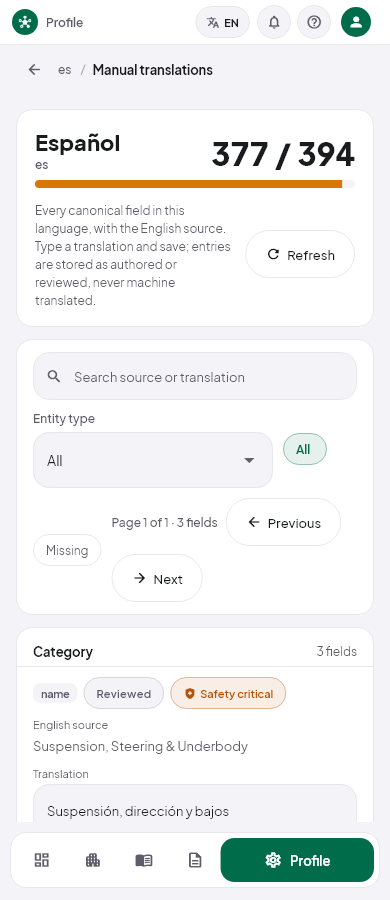 Profile
EN
es / Manual translations
Español
es
377 / 394
Every canonical field in this
language, with the English source.
Type a translation and save; entries
are stored as authored or
reviewed, never machine
translated.
Refresh
Search source or translation
Entity type
All
All
Missing
Page 1 of 1 · 3 fields
Previous
Next
Category
3 fields
name
Reviewed
Safety critical
English source
Suspension, Steering & Underbody
Translation
Suspensión, dirección y bajos
Profile